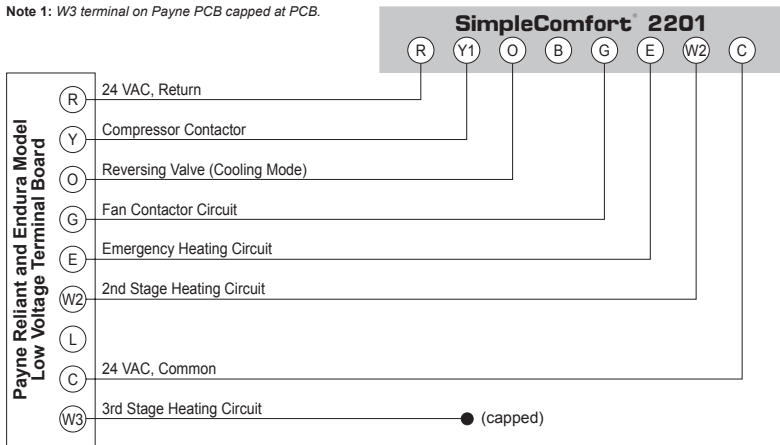 Note 1: W3 terminal on Payne PCB capped at PCB.
SimpleComfort® 2201
R Y1 O B G E W2 C
Payne Reliant and Endura Model
Low Voltage Terminal Board
R 24 VAC, Return
Y Compressor Contactor
O Reversing Valve (Cooling Mode)
G Fan Contactor Circuit
E Emergency Heating Circuit
W2 2nd Stage Heating Circuit
L
C 24 VAC, Common
W3 3rd Stage Heating Circuit (capped)